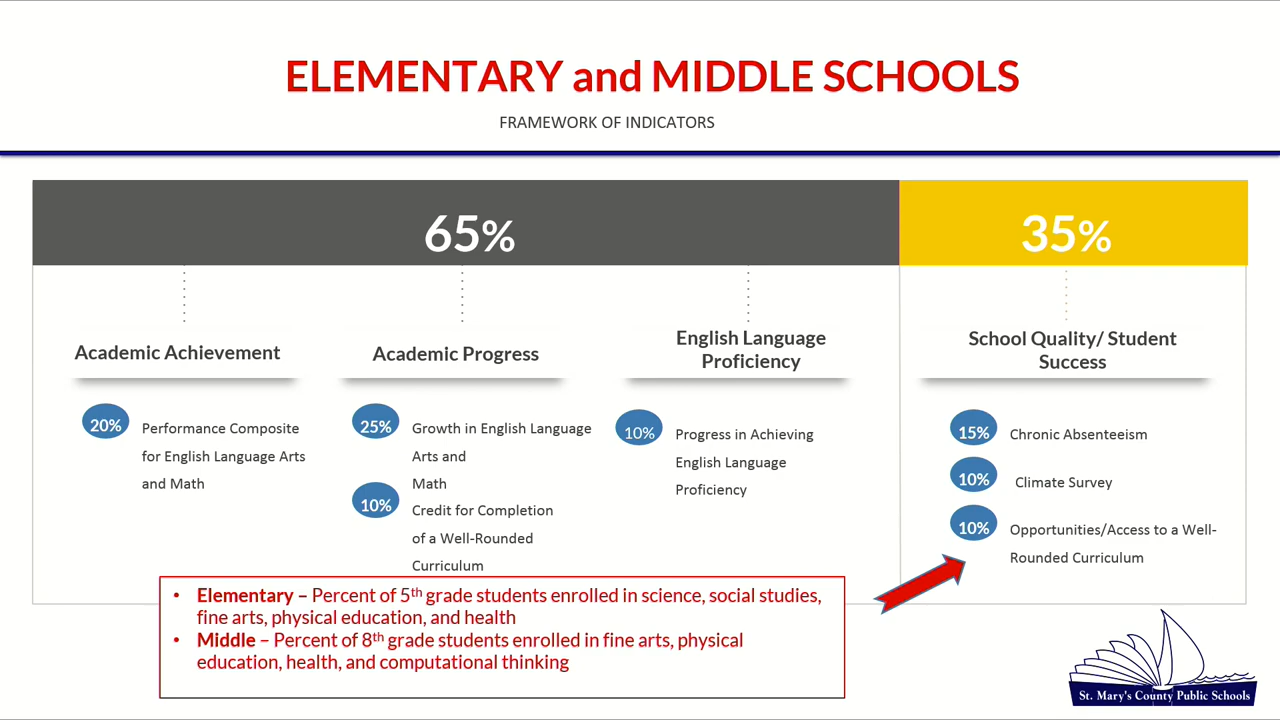 ELEMENTARY and MIDDLE SCHOOLS
FRAMEWORK OF INDICATORS
65%
35%
Academic Achievement
20%
Performance Composite
for English Language Arts
and Math
Academic Progress
25%
Growth in English Language
Arts and
Math
10%
Credit for Completion
of a Well-Rounded
Curriculum
English Language
Proficiency
10%
Progress in Achieving
English Language
Proficiency
School Quality/ Student
Success
15%
Chronic Absenteeism
10%
Climate Survey
10%
Opportunities/Access to a Well-
Rounded Curriculum
• Elementary – Percent of 5th grade students enrolled in science, social studies,
fine arts, physical education, and health
• Middle – Percent of 8th grade students enrolled in fine arts, physical
education, health, and computational thinking
St. Mary's County Public Schools